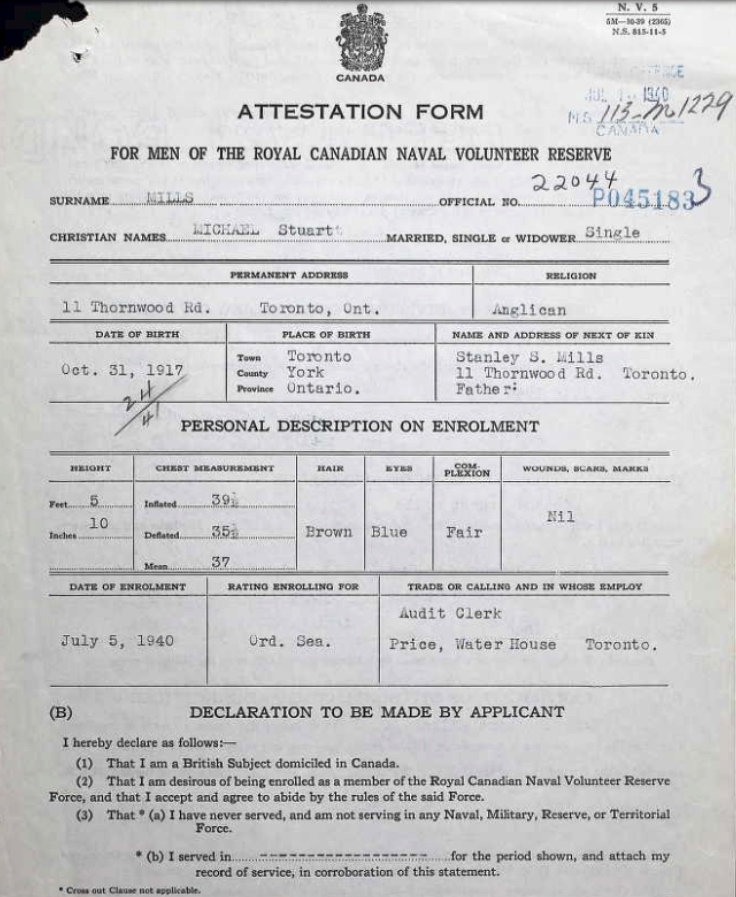 N. V. 5
5M—10-39 (2365)
N.S. 815-11-5
CANADA
JUL 1940
N.S. 113-M1229
CANADA
ATTESTATION FORM
FOR MEN OF THE ROYAL CANADIAN NAVAL VOLUNTEER RESERVE
22044
SURNAME MILLS OFFICIAL NO. P045183
CHRISTIAN NAMES MICHAEL Stuart MARRIED, SINGLE or WIDOWER Single
PERMANENT ADDRESS RELIGION
11 Thornwood Rd. Toronto, Ont. Anglican
DATE OF BIRTH PLACE OF BIRTH NAME AND ADDRESS OF NEXT OF KIN
Oct. 31, 1917 Town Toronto Stanley S. Mills
County York 11 Thornwood Rd. Toronto.
Province Ontario. Father:
24/41
PERSONAL DESCRIPTION ON ENROLMENT
HEIGHT CHEST MEASUREMENT HAIR EYES COM-PLEXION WOUNDS, SCARS, MARKS
Feet 5 Inflated 39½ Nil
Inches 10 Deflated 35½ Brown Blue Fair
Mean 37
DATE OF ENROLMENT RATING ENROLLING FOR TRADE OR CALLING AND IN WHOSE EMPLOY
Audit Clerk
July 5, 1940 Ord. Sea. Price, Water House Toronto.
(B) DECLARATION TO BE MADE BY APPLICANT
I hereby declare as follows:—
(1) That I am a British Subject domiciled in Canada.
(2) That I am desirous of being enrolled as a member of the Royal Canadian Naval Volunteer Reserve
Force, and that I accept and agree to abide by the rules of the said Force.
(3) That * (a) I have never served, and am not serving in any Naval, Military, Reserve, or Territorial
Force.
* (b) I served in -------------------- for the period shown, and attach my
record of service, in corroboration of this statement.
* Cross out Clause not applicable.